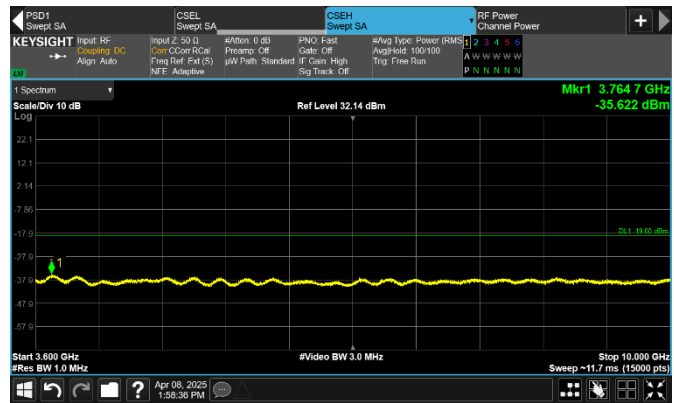 PSD1
Swept SA
CSEL
Swept SA
CSEH
Swept SA
RF Power
Channel Power
KEYSIGHT
Input: RF
Coupling: DC
Align: Auto
Input Z: 50 Ω
Corr CCorr RCal
Freq Ref: Ext (S)
NFE: Adaptive
#Atten: 0 dB
Preamp: Off
µW Path: Standard
PNO: Fast
Gate: Off
IF Gain: High
Sig Track: Off
#Avg Type: Power (RMS)
Avg|Hold: 100/100
Trig: Free Run
1 2 3 4 5 6
A W W W W W
P N N N N N
LXI
1 Spectrum
Scale/Div 10 dB
Ref Level 32.14 dBm
Mkr1 3.764 7 GHz
-35.622 dBm
Log
22.1
12.1
2.14
-7.86
-17.9
DL1 -19.00 dBm
-27.9
1
-37.9
-47.9
-57.9
Start 3.600 GHz
#Video BW 3.0 MHz
Stop 10.000 GHz
#Res BW 1.0 MHz
Sweep ~11.7 ms (15000 pts)
?
Apr 08, 2025
1:58:36 PM